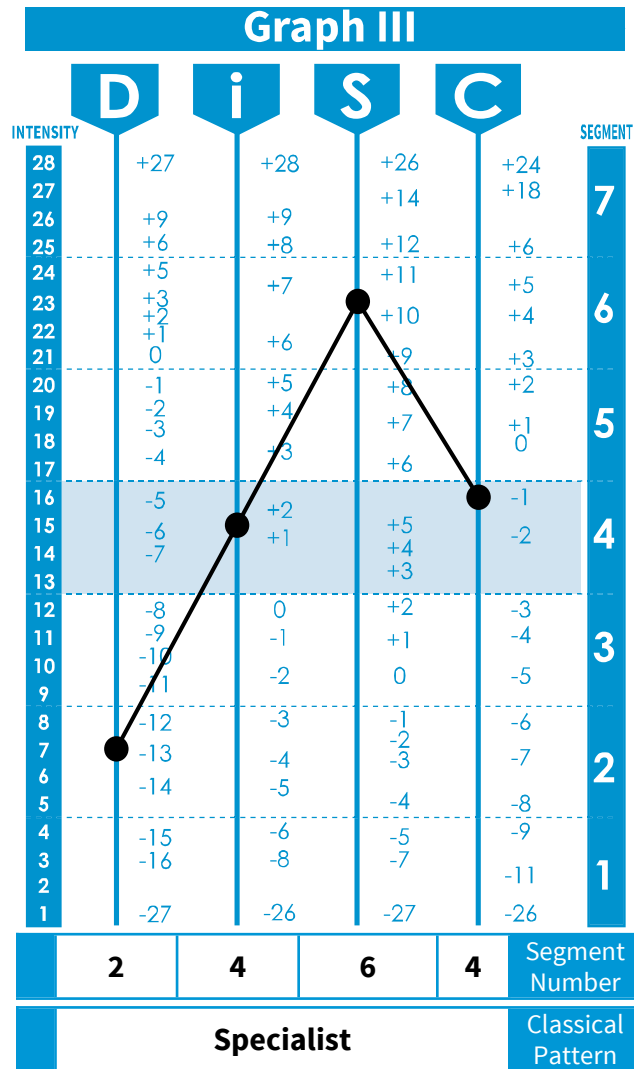 Graph III
D i S C
INTENSITY SEGMENT
28 +27 +28 +26 +24
27 +14 +18 7
26 +9 +9
25 +6 +8 +12 +6
24 +5 +7 +11 +5
23 +3 +10 +4 6
+2
22 +1 +6
21 0 +9 +3
20 -1 +5 +8 +2
19 -2 +4 +7 +1 5
18 -3 +3 0
17 -4 +6
16 -5 +2 -1
15 -6 +1 +5 -2 4
14 -7 +4
13 +3
12 -8 0 +2 -3
11 -9 -1 +1 -4 3
10 -10 -2 0 -5
9 -11
8 -12 -3 -1 -6
-2
7 -13 -4 -3 -7 2
6 -14 -5
5 -4 -8
4 -15 -6 -5 -9
3 -16 -8 -7 1
2 -11
1 -27 -26 -27 -26
2 4 6 4 Segment
Number
Specialist Classical
Pattern